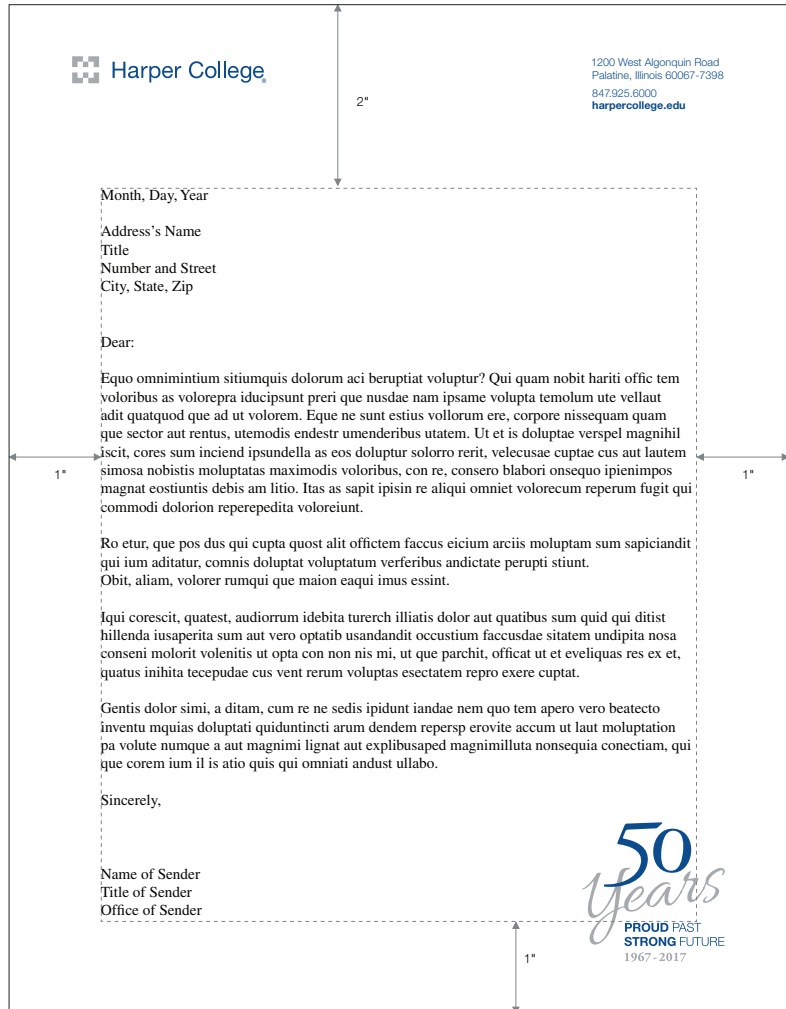 Harper College
1200 West Algonquin Road
Palatine, Illinois 60067-7398
847.925.6000
harpercollege.edu
2"
Month, Day, Year
Address's Name
Title
Number and Street
City, State, Zip
Dear:
Equo omnimintium sitiumquis dolorum aci beruptiat voluptur? Qui quam nobit hariti offic tem
voloribus as volorepra iducipsunt preri que nusdae nam ipsame volupta temolum ute vellaut
adit quatquod que ad ut volorem. Eque ne sunt estius vollorum ere, corpore nissequam quam
que sector aut rentus, utemodis endestr umenderibus utatem. Ut et is doluptae verspel magnihil
iscit, cores sum inciend ipsundella as eos doluptur solorro rerit, velecusae cuptae cus aut lautem
simosa nobistis moluptatas maximodis voloribus, con re, consero blabori onsequo ipienimpos
magnat eostiuntis debis am litio. Itas as sapit ipisin re aliqui omniet volorecum reperum fugit qui
commodi dolorion reperepedita voloreiunt.
1"
1"
Ro etur, que pos dus qui cupta quost alit offictem faccus eicium arciis moluptam sum sapiciandit
qui ium aditatur, comnis doluptat voluptatum verferibus andictate perupti stiunt.
Obit, aliam, volorer rumqui que maion eaqui imus essint.
Iqui corescit, quatest, audiorrum idebita turerch illiatis dolor aut quatibus sum quid qui ditist
hillenda iusaperita sum aut vero optatib usandandit occustium faccusdae sitatem undipita nosa
conseni molorit volenitis ut opta con non nis mi, ut que parchit, officat ut et eveliquas res ex et,
quatus inihita tecepudae cus vent rerum voluptas esectatem repro exere cuptat.
Gentis dolor simi, a ditam, cum re ne sedis ipidunt iandae nem quo tem apero vero beatecto
inventu mquias doluptati quiduntincti arum dendem repersp erovite accum ut laut moluptation
pa volute numque a aut magnimi lignat aut explibusaped magnimilluta nonsequia conectiam, qui
que corem ium il is atio quis qui omniati andust ullabo.
Sincerely,
Name of Sender
Title of Sender
Office of Sender
50
Years
PROUD PAST
STRONG FUTURE
1967-2017
1"